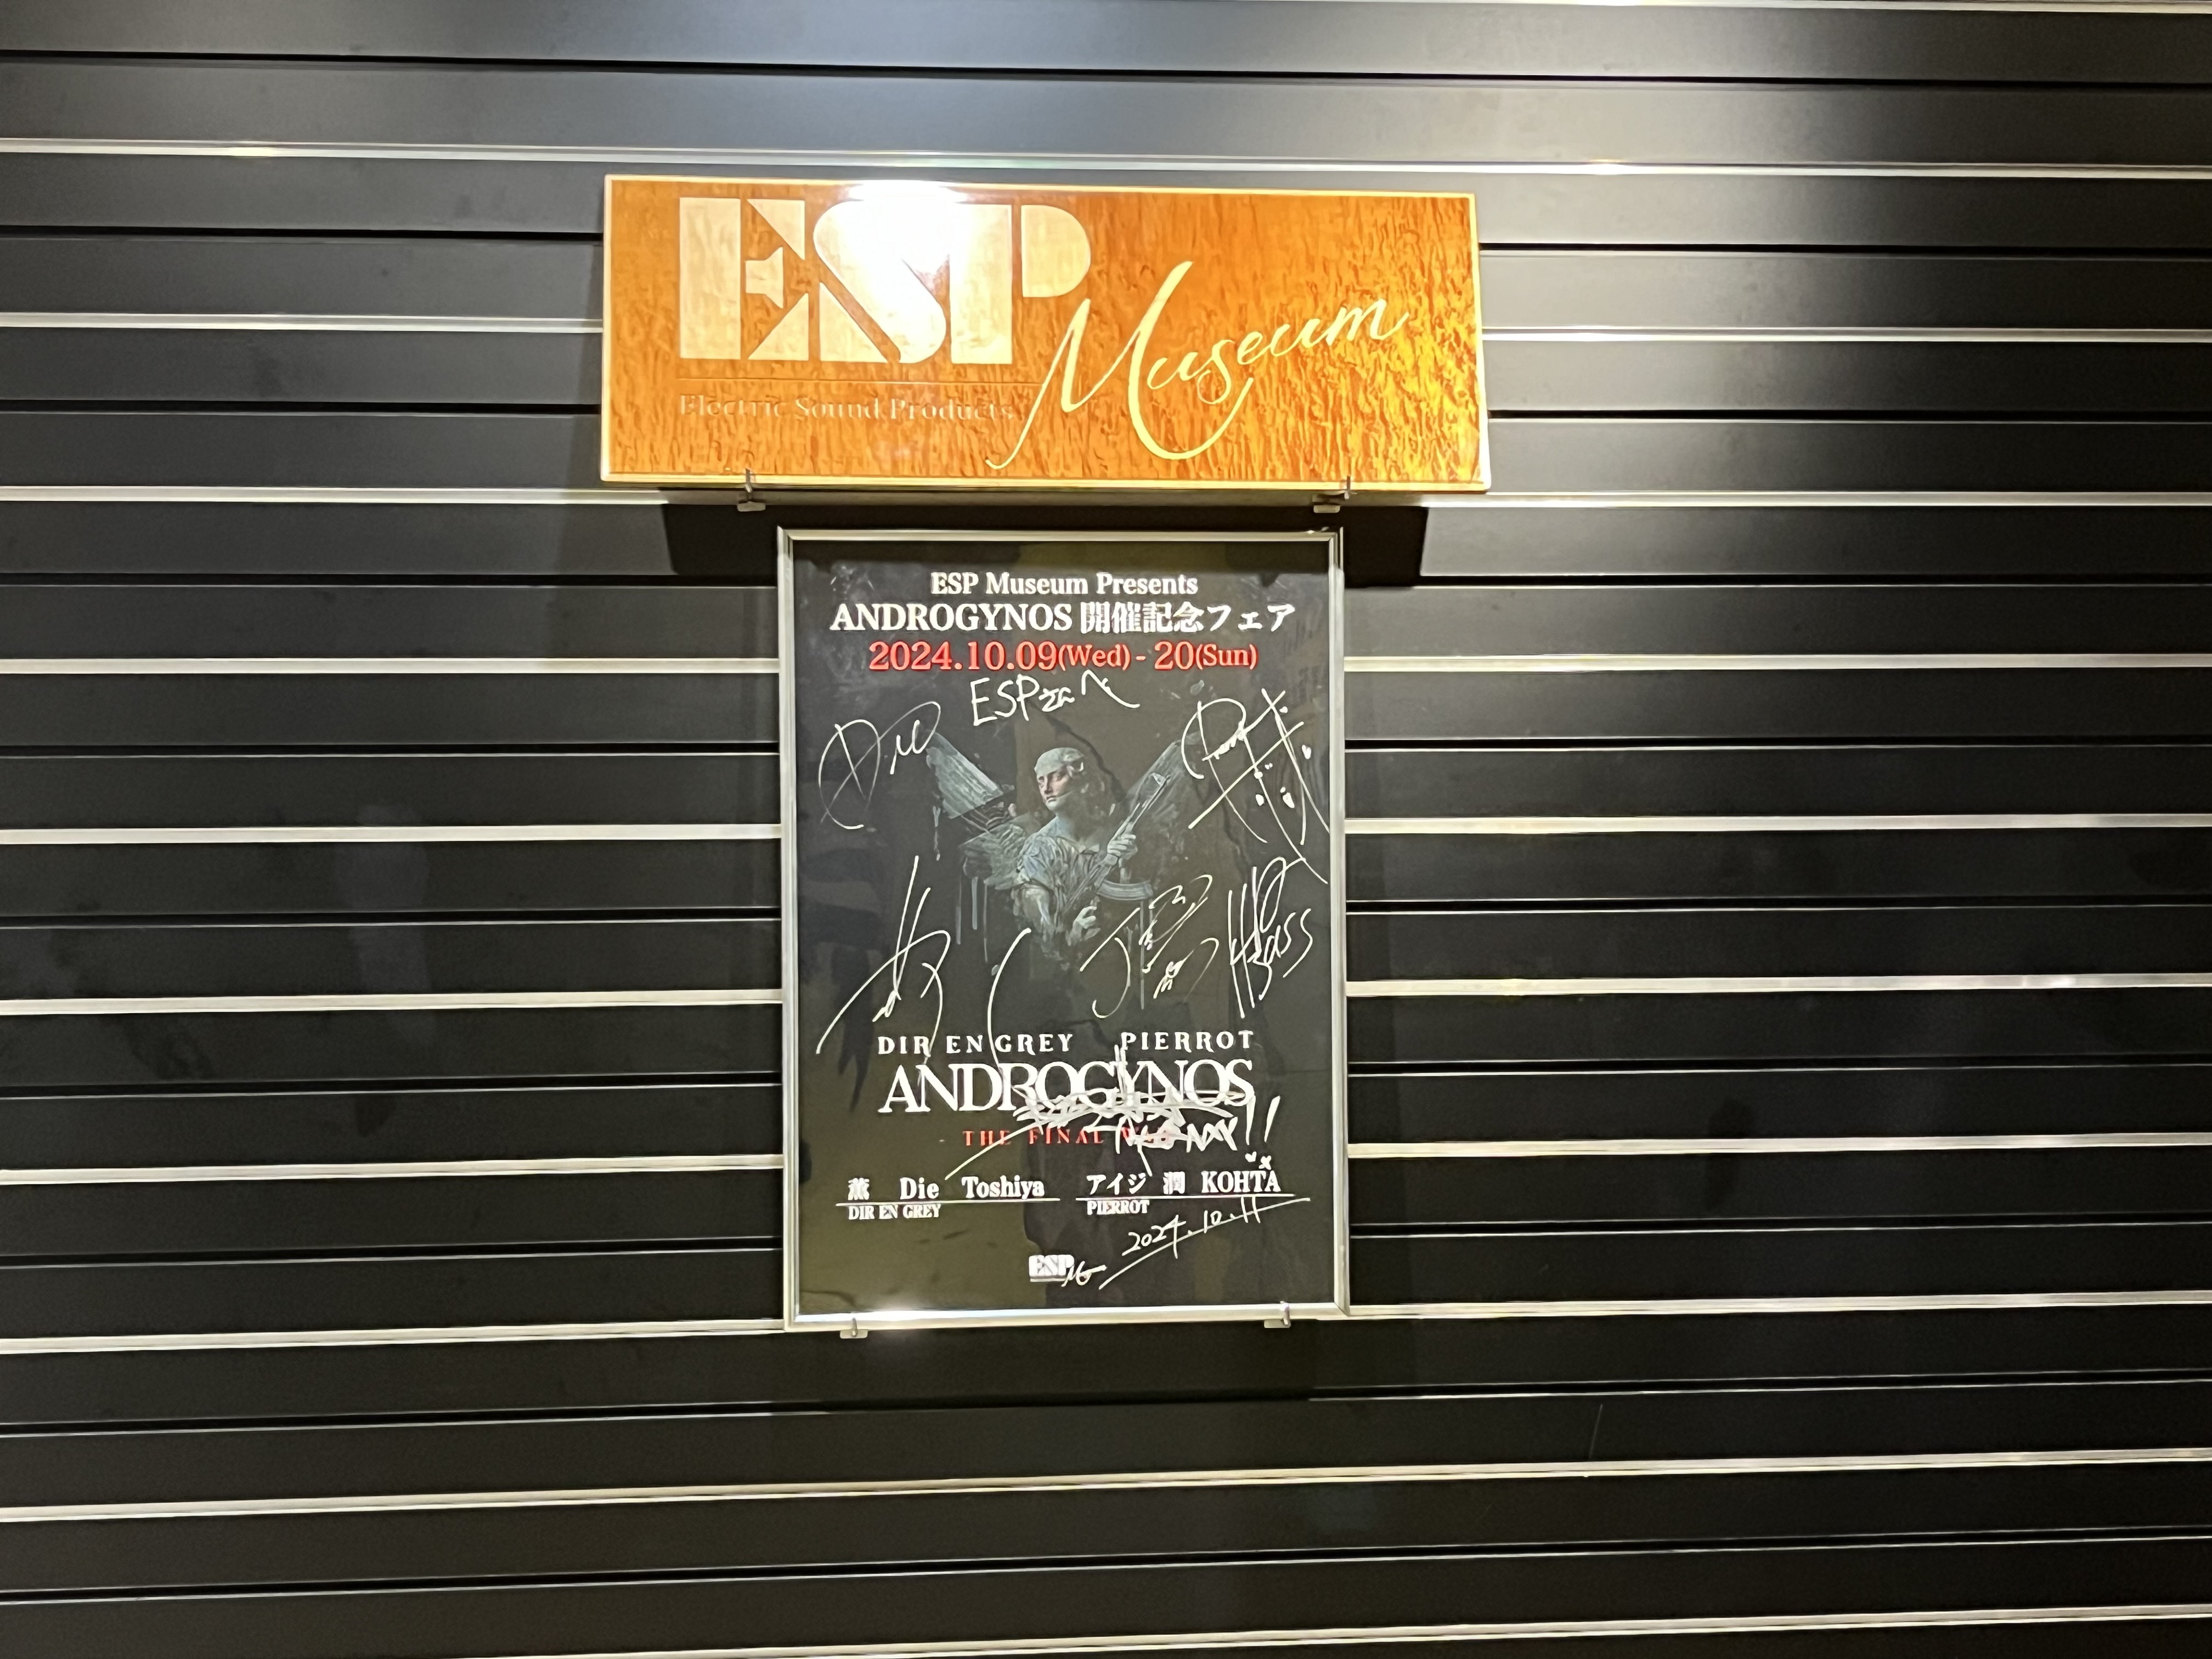 ESP
Museum
Electric Sound Products
ESP Museum Presents
ANDROGYNOS 開催記念フェア
2024.10.09(Wed) - 20(Sun)
ESPさんへ
Die
Bass
DIR EN GREY PIERROT
ANDROGYNOS
THE FINAL
薫 Die Toshiya アイジ 潤 KOHTA
DIR EN GREY PIERROT
2024.10.11
ESP